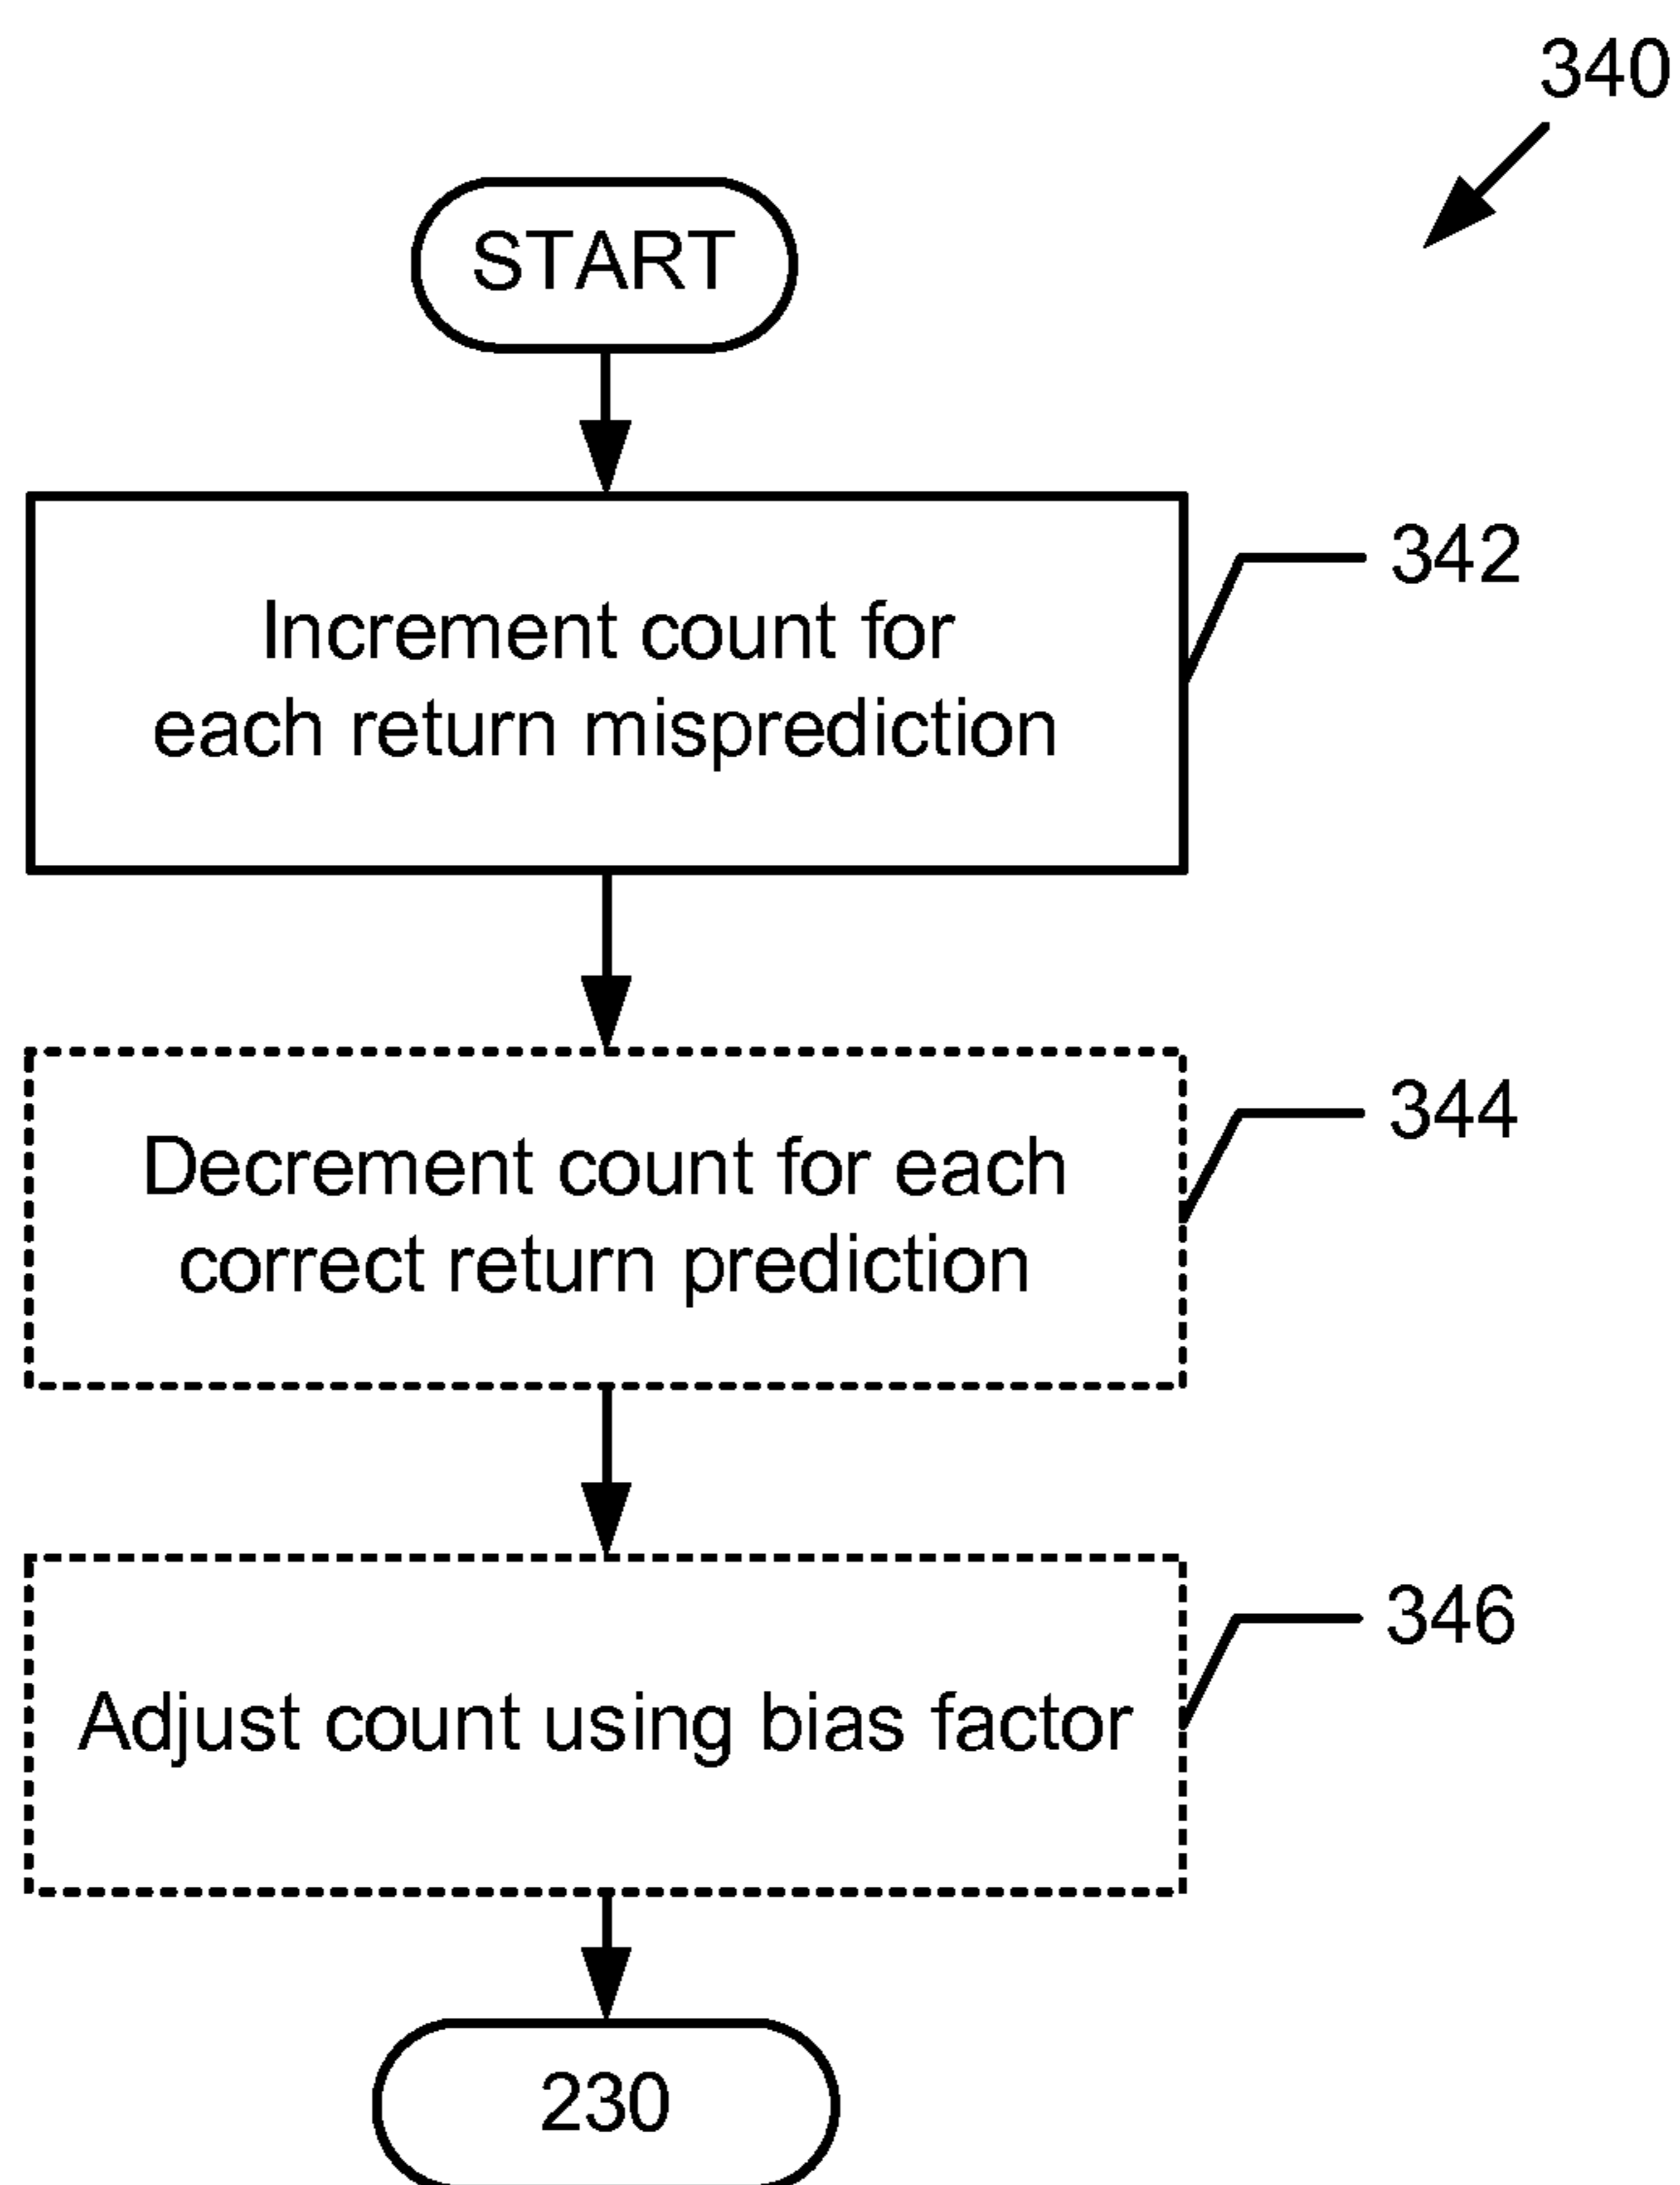 340
START
Increment count for
each return misprediction
342
Decrement count for each
correct return prediction
344
Adjust count using bias factor
346
230